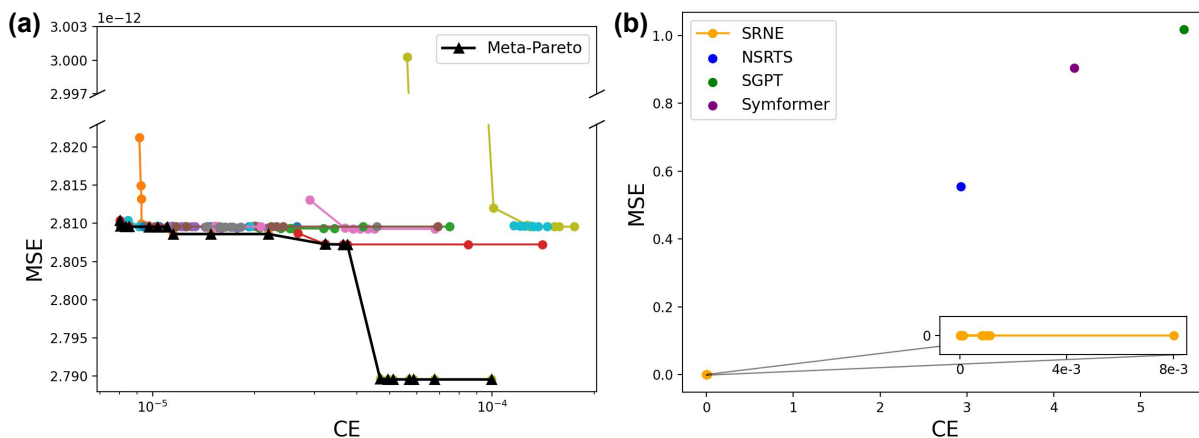 (a)
1e−12
3.003
3.000
2.997
2.820
2.815
2.810
2.805
2.800
2.795
2.790
MSE
Meta-Pareto
10⁻⁵
10⁻⁴
CE
(b)
1.0
0.8
0.6
0.4
0.2
0.0
MSE
SRNE
NSRTS
SGPT
Symformer
0
0
4e-3
8e-3
0
1
2
3
4
5
CE